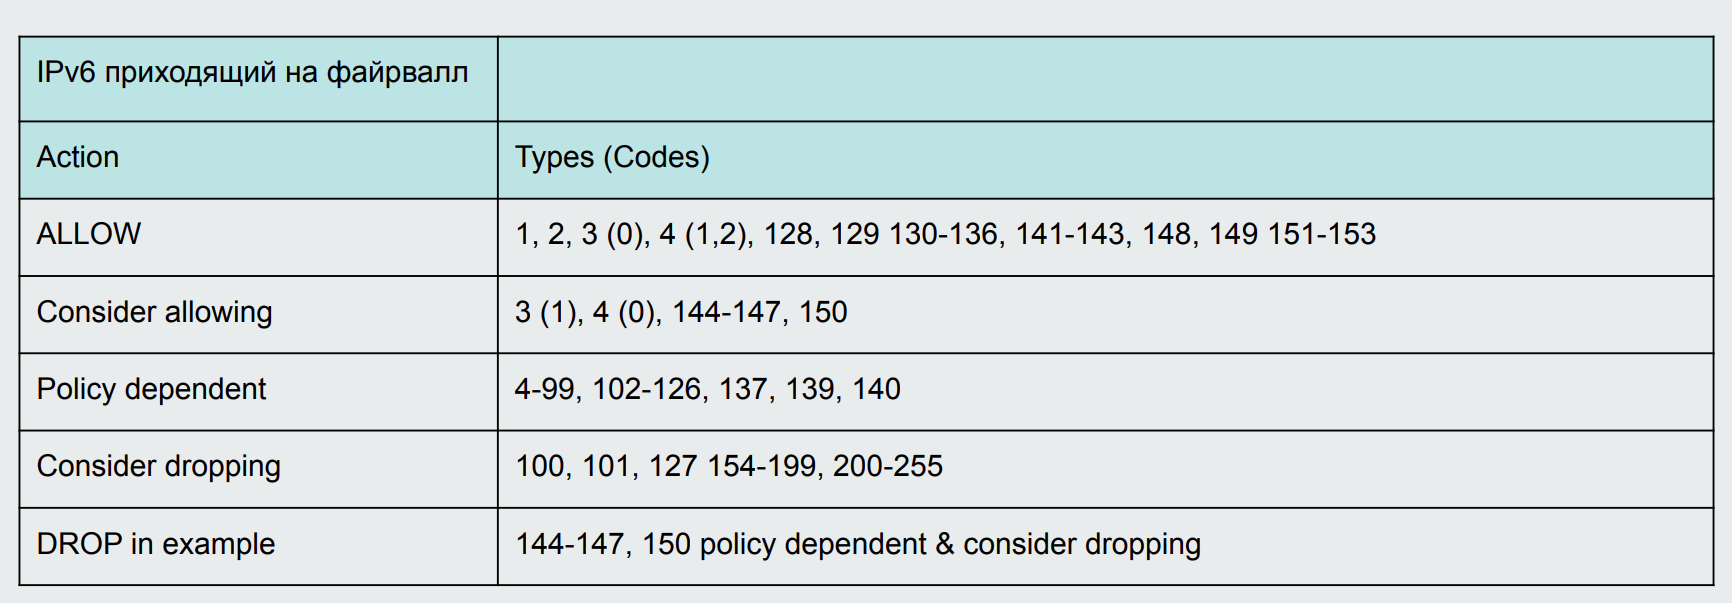 IPv6 приходящий на файрвалл
Action Types (Codes)
ALLOW 1, 2, 3 (0), 4 (1,2), 128, 129 130-136, 141-143, 148, 149 151-153
Consider allowing 3 (1), 4 (0), 144-147, 150
Policy dependent 4-99, 102-126, 137, 139, 140
Consider dropping 100, 101, 127 154-199, 200-255
DROP in example 144-147, 150 policy dependent & consider dropping